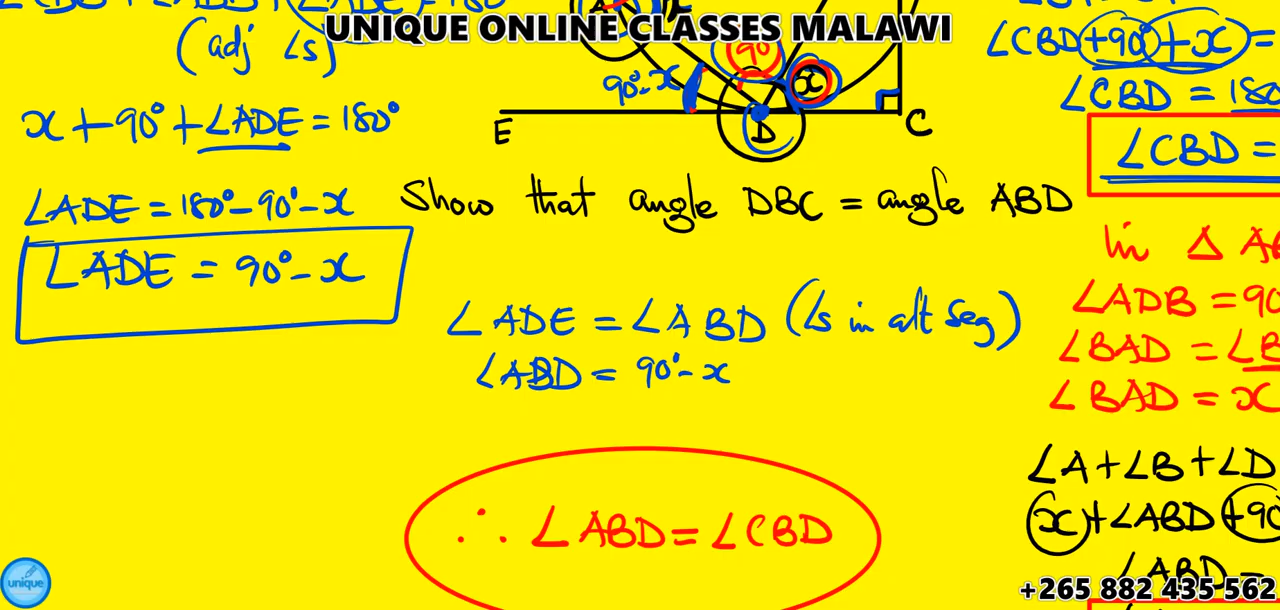 UNIQUE ONLINE CLASSES MALAWI
(adj ∠s)
x + 90° + ∠ADE = 180°
∠ADE = 180° - 90° - x
∠ADE = 90° - x
90
90° - x
x
E
D
C
Show that angle DBC = angle ABD
∠ADE = ∠ABD (∠s in alt seg)
∠ABD = 90° - x
∴ ∠ABD = ∠CBD
∠CBD + 90° + x =
∠CBD = 180
∠CBD =
In Δ AB
∠ADB = 90
∠BAD = ∠B
∠BAD = x
∠A + ∠B + ∠D
x + ∠ABD + 90
∠ABD =
+265 882 435 562
unique